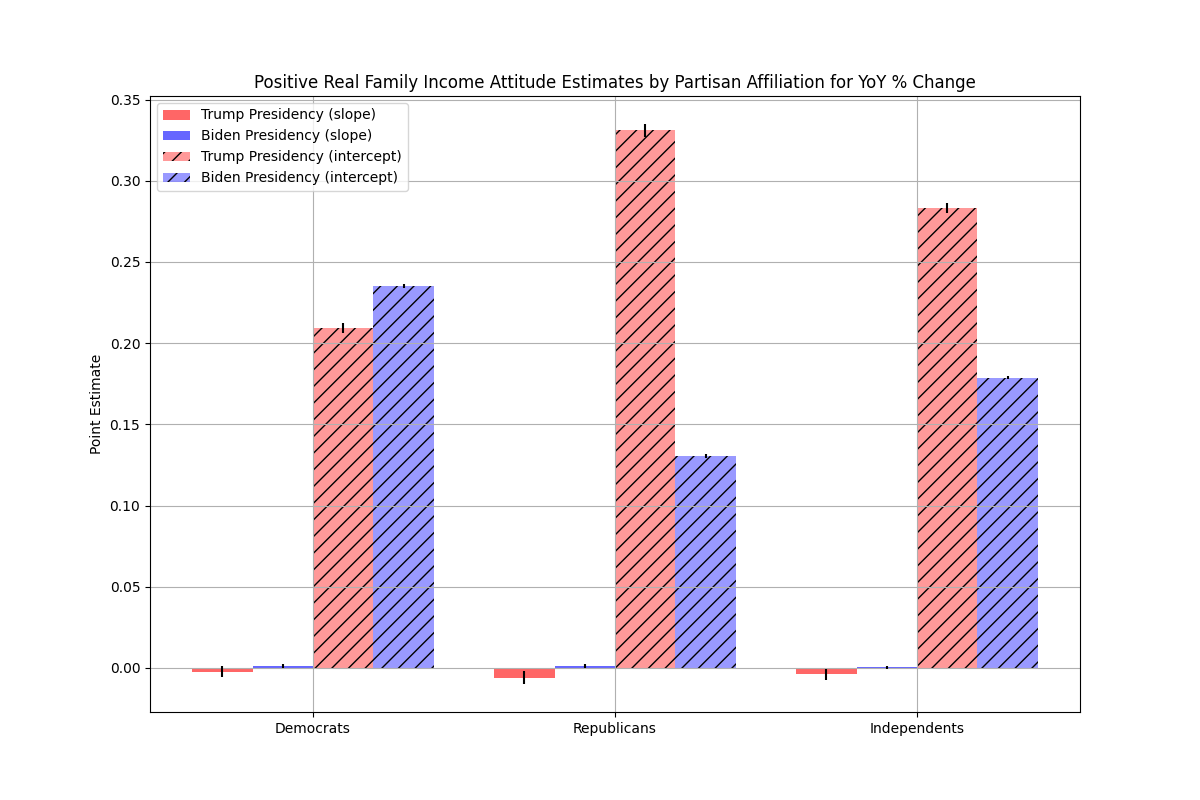 Positive Real Family Income Attitude Estimates by Partisan Affiliation for YoY % Change
Trump Presidency (slope)
Biden Presidency (slope)
Trump Presidency (intercept)
Biden Presidency (intercept)
Point Estimate
0.35
0.30
0.25
0.20
0.15
0.10
0.05
0.00
Democrats
Republicans
Independents